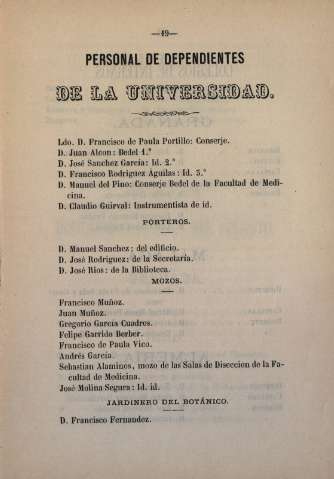 —49—
PERSONAL DE DEPENDIENTES
DE LA UNIVERSIDAD.
Ldo. D. Francisco de Paula Portillo: Conserje.
D. Juan Alcon: Bedel 1.º
D. José Sanchez García: Id. 2.º
D. Francisco Rodriguez Aguilas: Id. 3.º
D. Manuel del Pino: Conserje Bedel de la Facultad de Medi-
cina.
D. Claudio Guirval: Instrumentista de id.
PORTEROS.
D. Manuel Sanchez: del edificio.
D. José Rodriguez: de la Secretaría.
D. José Rios: de la Biblioteca.
MOZOS.
Francisco Muñoz.
Juan Muñoz.
Gregorio García Cuadros.
Felipe Garrido Berber.
Francisco de Paula Vico.
Andrés García.
Sebastian Alaminos, mozo de las Salas de Diseccion de la Fa-
cultad de Medicina.
José Molina Segura: Id. id.
JARDINERO DEL BOTÁNICO.
D. Francisco Fernandez.